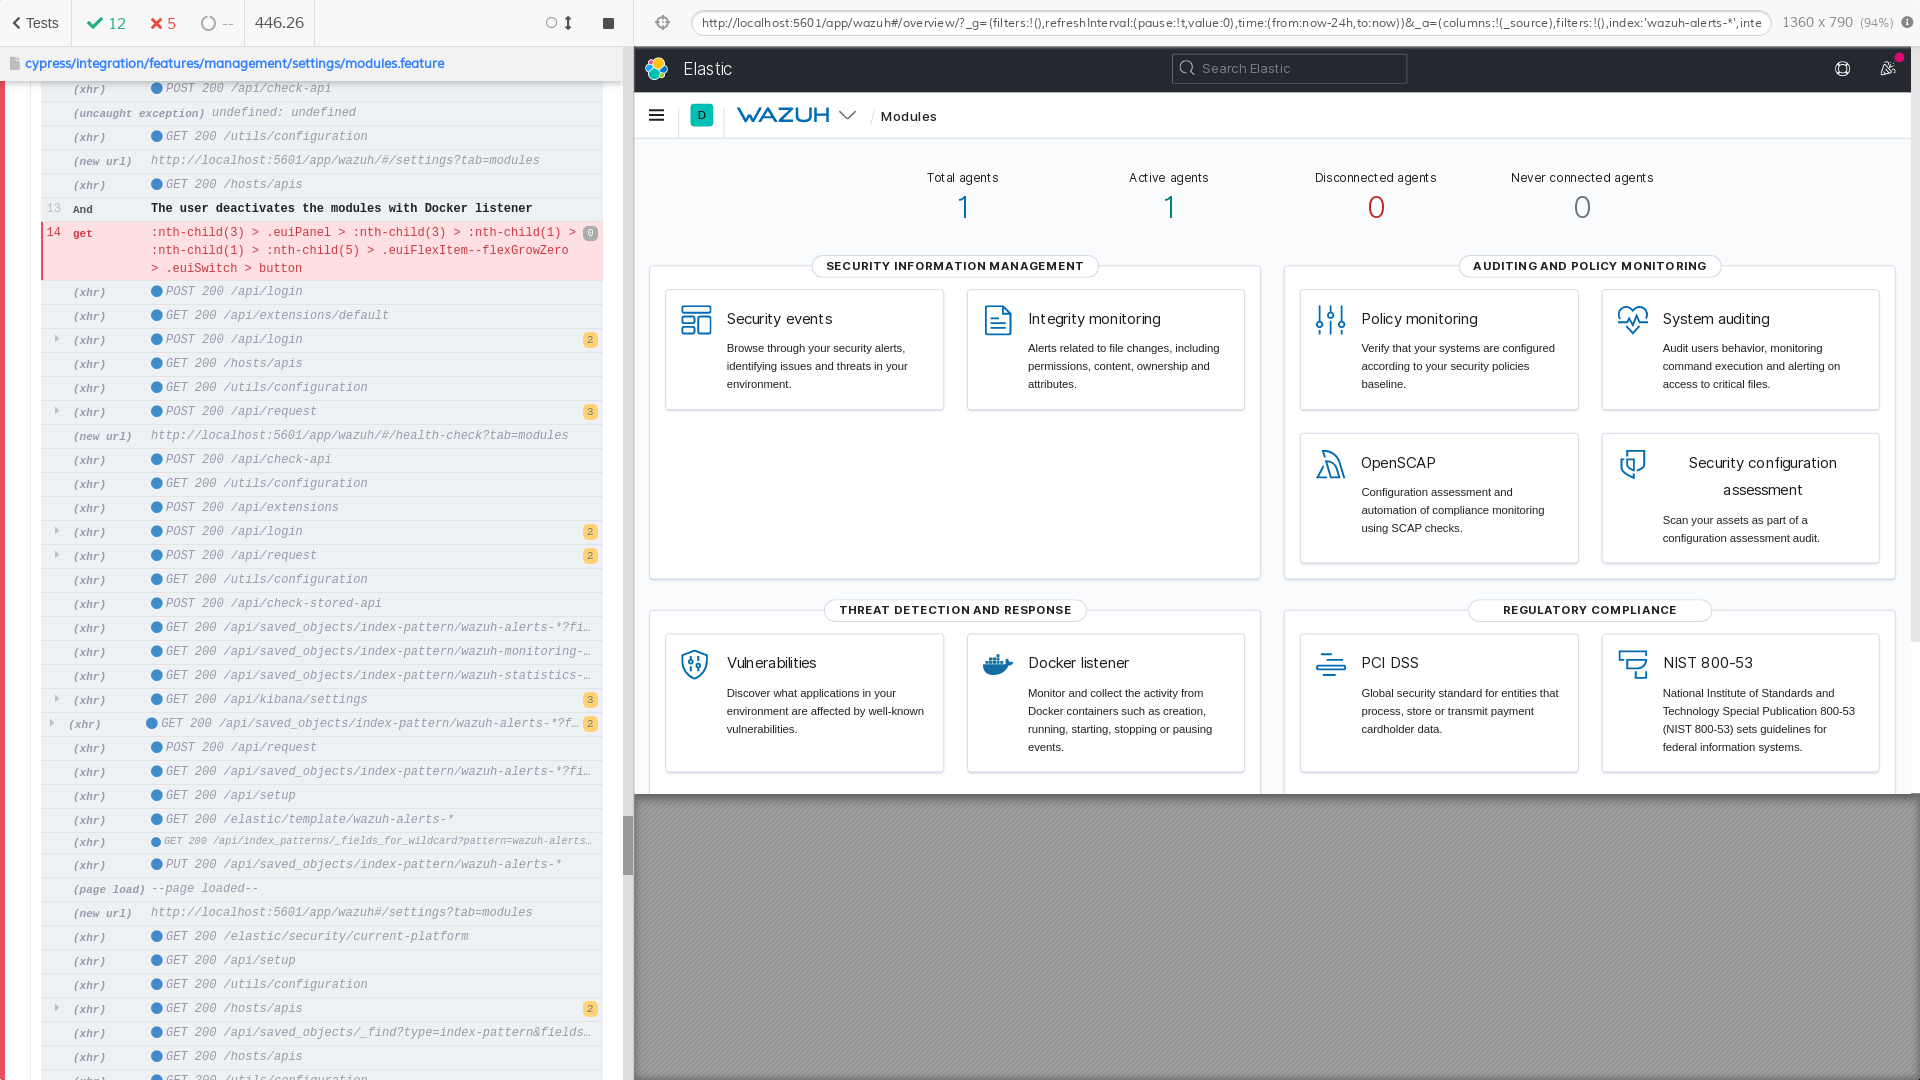 Tests
12
5
--
446.26
http://localhost:5601/app/wazuh#/overview/?_g=(filters:!(),refreshInterval:(pause:!t,value:0),time:(from:now-24h,to:now))&_a=(columns:!(_source),filters:!(),index:'wazuh-alerts-*',inte
1360 x 790 (94%)
cypress/integration/features/management/settings/modules.feature
(xhr) POST 200 /api/check-api
(uncaught exception) undefined: undefined
(xhr) GET 200 /utils/configuration
(new url) http://localhost:5601/app/wazuh/#/settings?tab=modules
(xhr) GET 200 /hosts/apis
13 And The user deactivates the modules with Docker listener
14 get :nth-child(3) > .euiPanel > :nth-child(3) > :nth-child(1) > 0
:nth-child(1) > :nth-child(5) > .euiFlexItem--flexGrowZero
> .euiSwitch > button
(xhr) POST 200 /api/login
(xhr) GET 200 /api/extensions/default
(xhr) POST 200 /api/login 2
(xhr) GET 200 /hosts/apis
(xhr) GET 200 /utils/configuration
(xhr) POST 200 /api/request 3
(new url) http://localhost:5601/app/wazuh/#/health-check?tab=modules
(xhr) POST 200 /api/check-api
(xhr) GET 200 /utils/configuration
(xhr) POST 200 /api/extensions
(xhr) POST 200 /api/login 2
(xhr) POST 200 /api/request 2
(xhr) GET 200 /utils/configuration
(xhr) POST 200 /api/check-stored-api
(xhr) GET 200 /api/saved_objects/index-pattern/wazuh-alerts-*?fi…
(xhr) GET 200 /api/saved_objects/index-pattern/wazuh-monitoring-…
(xhr) GET 200 /api/saved_objects/index-pattern/wazuh-statistics-…
(xhr) GET 200 /api/kibana/settings 3
(xhr) GET 200 /api/saved_objects/index-pattern/wazuh-alerts-*?f… 2
(xhr) POST 200 /api/request
(xhr) GET 200 /api/saved_objects/index-pattern/wazuh-alerts-*?fi…
(xhr) GET 200 /api/setup
(xhr) GET 200 /elastic/template/wazuh-alerts-*
(xhr) GET 200 /api/index_patterns/_fields_for_wildcard?pattern=wazuh-alerts…
(xhr) PUT 200 /api/saved_objects/index-pattern/wazuh-alerts-*
(page load) --page loaded--
(new url) http://localhost:5601/app/wazuh#/settings?tab=modules
(xhr) GET 200 /elastic/security/current-platform
(xhr) GET 200 /api/setup
(xhr) GET 200 /utils/configuration
(xhr) GET 200 /hosts/apis 2
(xhr) GET 200 /api/saved_objects/_find?type=index-pattern&fields…
(xhr) GET 200 /hosts/apis
(xhr) GET 200 /utils/configuration
Elastic
Search Elastic
D
WAZUH
/ Modules
Total agents
1
Active agents
1
Disconnected agents
0
Never connected agents
0
SECURITY INFORMATION MANAGEMENT
Security events
Browse through your security alerts,
identifying issues and threats in your
environment.
Integrity monitoring
Alerts related to file changes, including
permissions, content, ownership and
attributes.
AUDITING AND POLICY MONITORING
Policy monitoring
Verify that your systems are configured
according to your security policies
baseline.
System auditing
Audit users behavior, monitoring
command execution and alerting on
access to critical files.
OpenSCAP
Configuration assessment and
automation of compliance monitoring
using SCAP checks.
Security configuration
assessment
Scan your assets as part of a
configuration assessment audit.
THREAT DETECTION AND RESPONSE
Vulnerabilities
Discover what applications in your
environment are affected by well-known
vulnerabilities.
Docker listener
Monitor and collect the activity from
Docker containers such as creation,
running, starting, stopping or pausing
events.
REGULATORY COMPLIANCE
PCI DSS
Global security standard for entities that
process, store or transmit payment
cardholder data.
NIST 800-53
National Institute of Standards and
Technology Special Publication 800-53
(NIST 800-53) sets guidelines for
federal information systems.